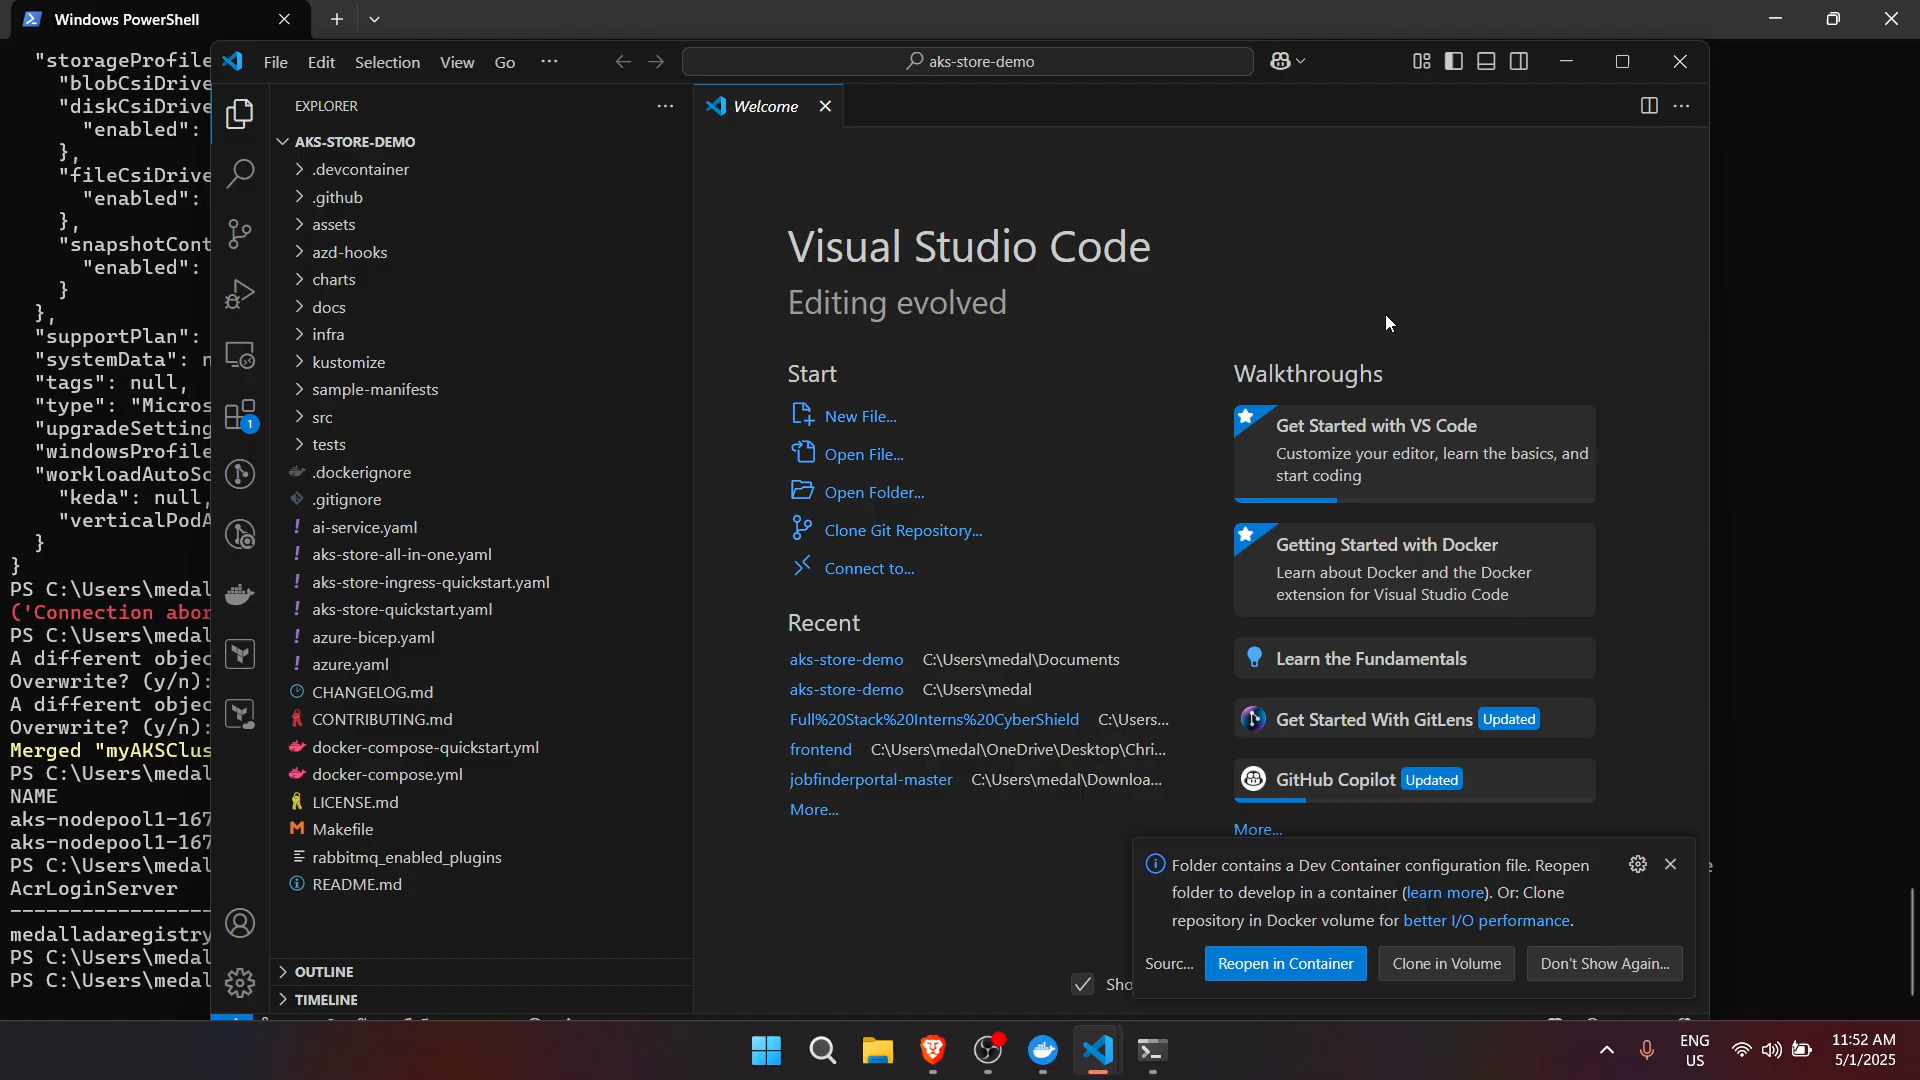 Windows PowerShell
"storageProfile
"blobCsiDrive
"diskCsiDrive
"enabled":
},
"fileCsiDrive
"enabled":
},
"snapshotCont
"enabled":
}
},
"supportPlan":
"systemData": n
"tags": null,
"type": "Micros
"upgradeSetting
"windowsProfile
"workloadAutoSc
"keda": null,
"verticalPodA
}
}
PS C:\Users\medal
('Connection abor
PS C:\Users\medal
A different objec
Overwrite? (y/n):
A different objec
Overwrite? (y/n):
Merged "myAKSClus
PS C:\Users\medal
NAME
aks-nodepool1-167
aks-nodepool1-167
PS C:\Users\medal
AcrLoginServer
medalladaregistry
PS C:\Users\medal
PS C:\Users\medal
File Edit Selection View Go ···
aks-store-demo
EXPLORER
AKS-STORE-DEMO
.devcontainer
.github
assets
azd-hooks
charts
docs
infra
kustomize
sample-manifests
src
tests
.dockerignore
.gitignore
ai-service.yaml
aks-store-all-in-one.yaml
aks-store-ingress-quickstart.yaml
aks-store-quickstart.yaml
azure-bicep.yaml
azure.yaml
CHANGELOG.md
CONTRIBUTING.md
docker-compose-quickstart.yml
docker-compose.yml
LICENSE.md
Makefile
rabbitmq_enabled_plugins
README.md
OUTLINE
TIMELINE
1
Welcome
Visual Studio Code
Editing evolved
Start
New File...
Open File...
Open Folder...
Clone Git Repository...
Connect to...
Recent
aks-store-demo C:\Users\medal\Documents
aks-store-demo C:\Users\medal
Full%20Stack%20Interns%20CyberShield C:\Users...
frontend C:\Users\medal\OneDrive\Desktop\Chri...
jobfinderportal-master C:\Users\medal\Downloa...
More...
Walkthroughs
Get Started with VS Code
Customize your editor, learn the basics, and
start coding
Getting Started with Docker
Learn about Docker and the Docker
extension for Visual Studio Code
Learn the Fundamentals
Get Started With GitLens Updated
GitHub Copilot Updated
More...
Sho
Folder contains a Dev Container configuration file. Reopen
folder to develop in a container (learn more). Or: Clone
repository in Docker volume for better I/O performance.
Sourc... Reopen in Container Clone in Volume Don't Show Again...
ENG
US
11:52 AM
5/1/2025